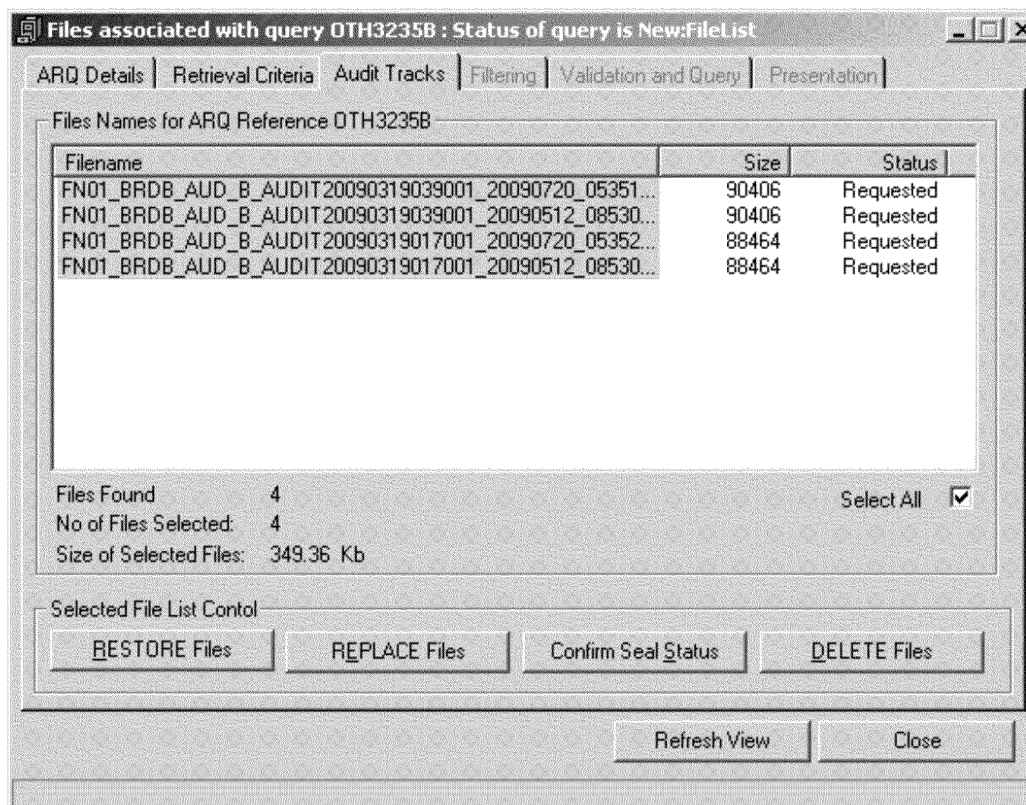 Files associated with query OTH3235B : Status of query is New:FileList
ARQ Details Retrieval Criteria Audit Tracks Filtering Validation and Query Presentation
Files Names for ARQ Reference OTH3235B
Filename Size Status
FN01_BRDB_AUD_B_AUDIT20090319039001_20090720_05351... 90406 Requested
FN01_BRDB_AUD_B_AUDIT20090319039001_20090512_08530... 90406 Requested
FN01_BRDB_AUD_B_AUDIT20090319017001_20090720_05352... 88464 Requested
FN01_BRDB_AUD_B_AUDIT20090319017001_20090512_08530... 88464 Requested
Files Found 4 Select All
No of Files Selected: 4
Size of Selected Files: 349.36 Kb
Selected File List Contol
RESTORE Files REPLACE Files Confirm Seal Status DELETE Files
Refresh View Close